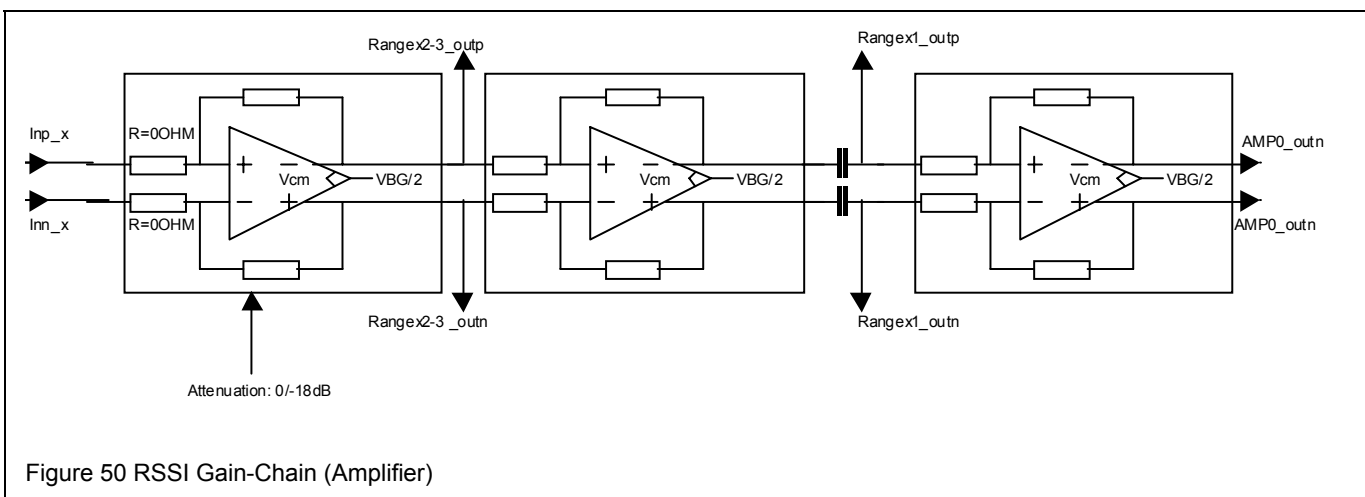 Rangex2-3_outp
Rangex1_outp
Inp_x
R=0OHM
+
−
Vcm
VBG/2
−
+
Inn_x
R=0OHM
+
−
Vcm
VBG/2
−
+
+
−
Vcm
VBG/2
−
+
AMP0_outn
AMP0_outn
Rangex2-3 _outn
Rangex1_outn
Attenuation: 0/-18dB
Figure 50 RSSI Gain-Chain (Amplifier)